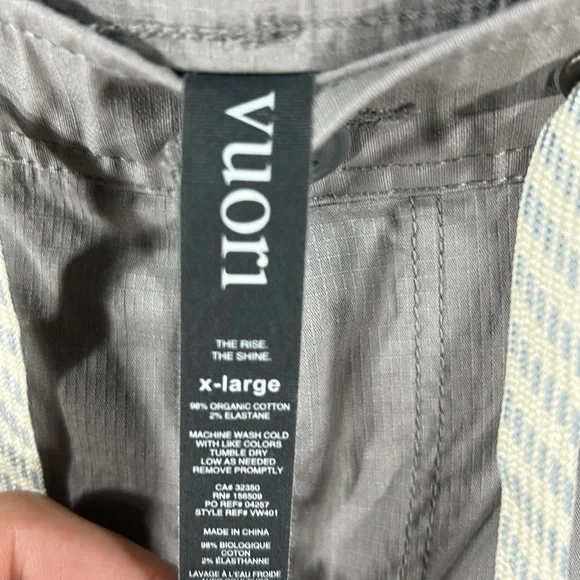 vuori
THE RISE.
THE SHINE.
x-large
98% ORGANIC COTTON
2% ELASTANE
MACHINE WASH COLD
WITH LIKE COLORS
TUMBLE DRY
LOW AS NEEDED
REMOVE PROMPTLY
CA# 32350
RN# 156509
PO REF# 04257
STYLE REF# VW401
MADE IN CHINA
98% BIOLOGIQUE
COTON
2% ÉLASTHANNE
LAVAGE À L'EAU FROIDE